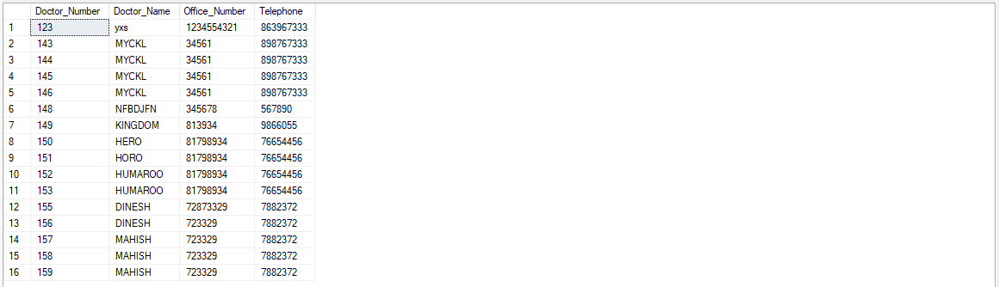 Doctor_Number Doctor_Name Office_Number Telephone
1 123 yxs 1234554321 863967333
2 143 MYCKL 34561 898767333
3 144 MYCKL 34561 898767333
4 145 MYCKL 34561 898767333
5 146 MYCKL 34561 898767333
6 148 NFBDJFN 345678 567890
7 149 KINGDOM 813934 9866055
8 150 HERO 81798934 76654456
9 151 HORO 81798934 76654456
10 152 HUMAROO 81798934 76654456
11 153 HUMAROO 81798934 76654456
12 155 DINESH 72873329 7882372
13 156 DINESH 723329 7882372
14 157 MAHISH 723329 7882372
15 158 MAHISH 723329 7882372
16 159 MAHISH 723329 7882372